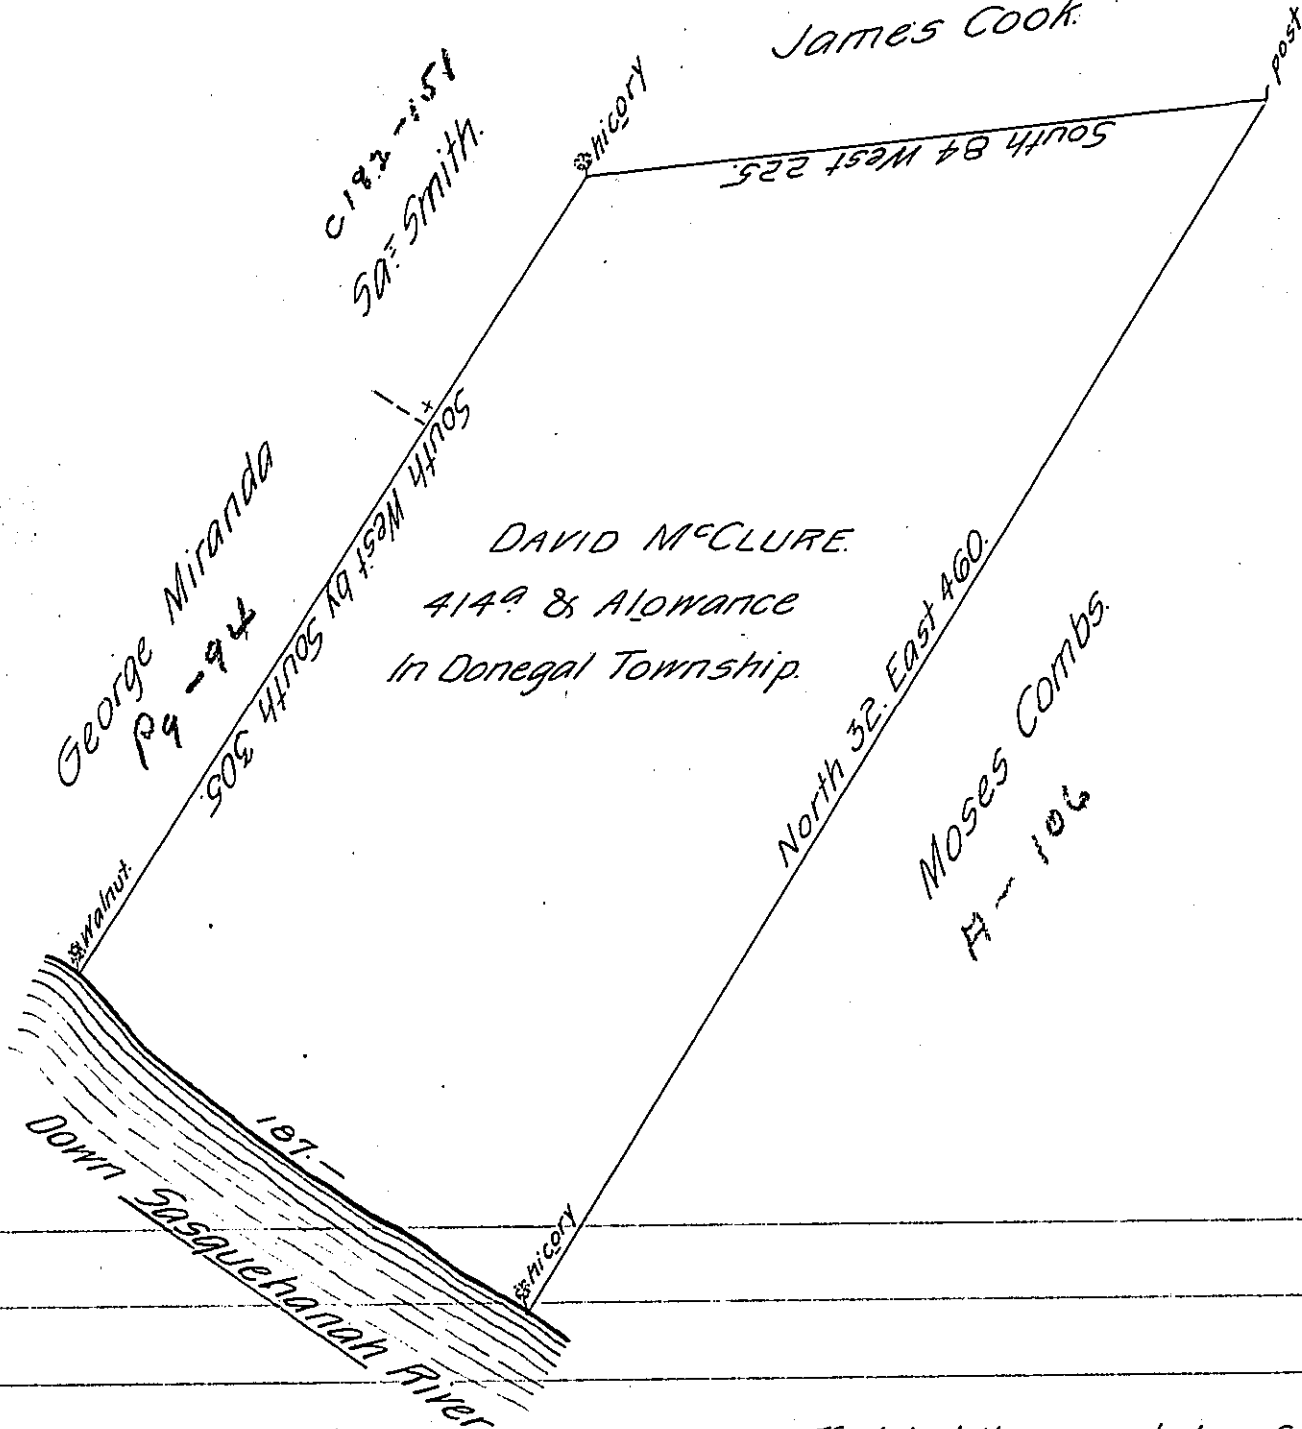 James Cook.
post
hicory
C182-151
Sa: Smith.
South 84 West 225.
South West by South 305.
George Miranda
P9-94
DAVID McCLURE.
414a & Alowance
In Donegal Township.
North 32. East 460.
Moses Combs.
A-106
Walnut.
187.
hicory
Down Sasquehanah River